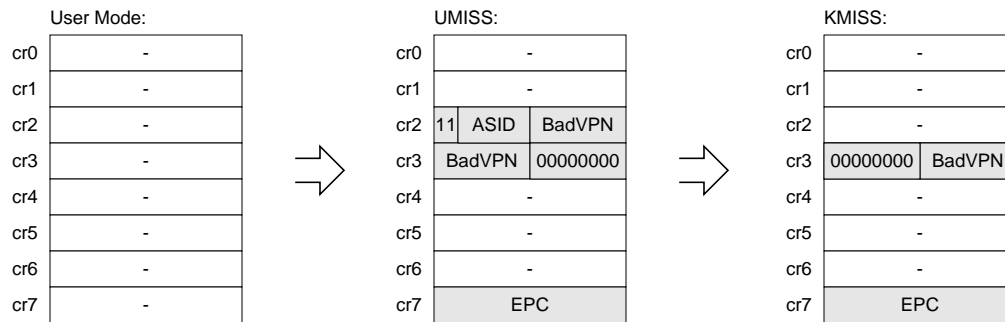 User Mode: UMISS: KMISS:
cr0 - cr0 - cr0 -
cr1 - cr1 - cr1 -
cr2 - cr2 11 ASID BadVPN cr2 -
cr3 - cr3 BadVPN 00000000 cr3 00000000 BadVPN
cr4 - cr4 - cr4 -
cr5 - cr5 - cr5 -
cr6 - cr6 - cr6 -
cr7 - cr7 EPC cr7 EPC